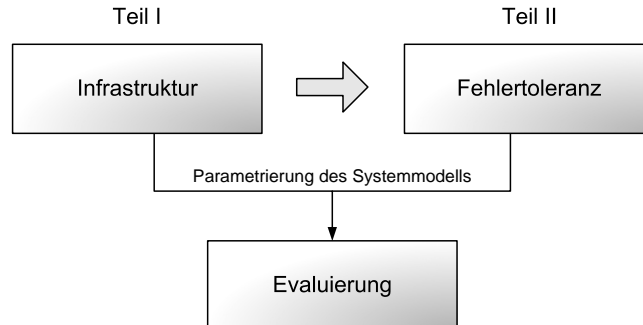 Teil I
Teil II
Infrastruktur
Fehlertoleranz
Parametrierung des Systemmodells
Evaluierung